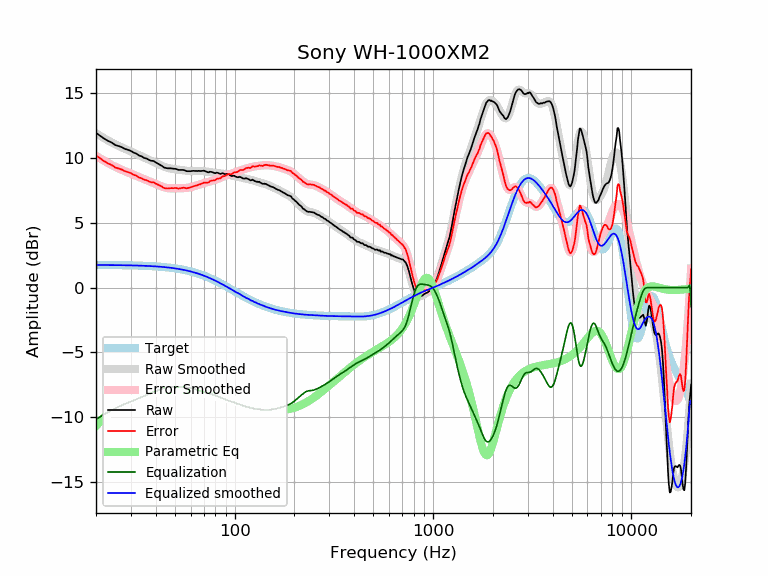 Sony WH-1000XM2
Amplitude (dBr)
15
10
5
0
−5
−10
−15
Target
Raw Smoothed
Error Smoothed
Raw
Error
Parametric Eq
Equalization
Equalized smoothed
100
1000
10000
Frequency (Hz)